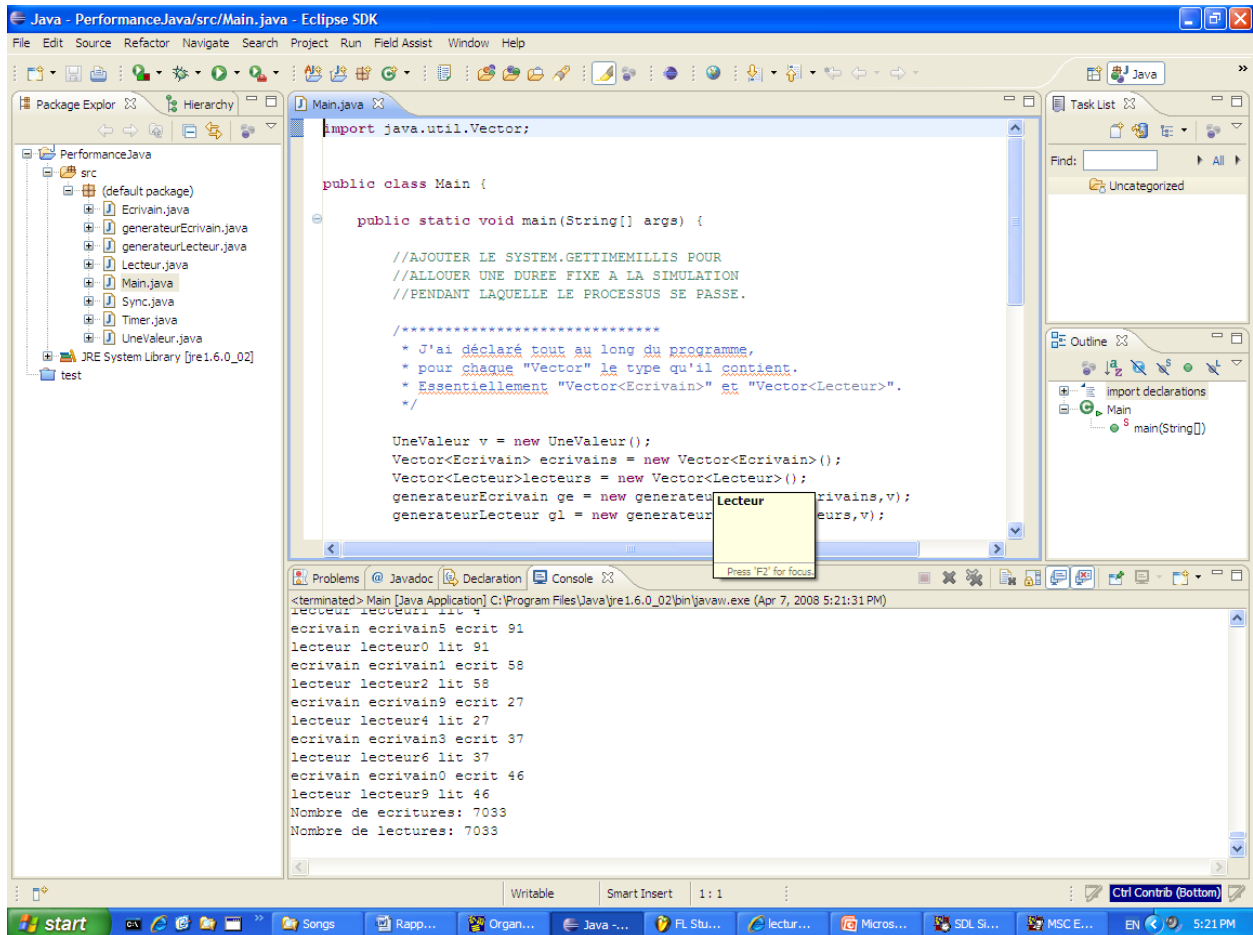 Java - PerformanceJava/src/Main.java - Eclipse SDK
File Edit Source Refactor Navigate Search Project Run Field Assist Window Help
Java
»
Package Explor
Hierarchy
PerformanceJava
src
(default package)
Ecrivain.java
generateurEcrivain.java
generateurLecteur.java
Lecteur.java
Main.java
Sync.java
Timer.java
UneValeur.java
JRE System Library [jre1.6.0_02]
test
Main.java
import java.util.Vector;
public class Main {
public static void main(String[] args) {
//AJOUTER LE SYSTEM.GETTIMEMILLIS POUR
//ALLOUER UNE DUREE FIXE A LA SIMULATION
//PENDANT LAQUELLE LE PROCESSUS SE PASSE.
/******************************
* J'ai déclaré tout au long du programme,
* pour chaque "Vector" le type qu'il contient.
* Essentiellement "Vector<Ecrivain>" et "Vector<Lecteur>".
*/
UneValeur v = new UneValeur();
Vector<Ecrivain> ecrivains = new Vector<Ecrivain>();
Vector<Lecteur>lecteurs = new Vector<Lecteur>();
generateurEcrivain ge = new generateu rivains,v);
generateurLecteur gl = new generateur eurs,v);
Lecteur
Press 'F2' for focus.
Task List
Find:
All
Uncategorized
Outline
import declarations
Main
S main(String[])
Problems @ Javadoc Declaration Console
<terminated> Main [Java Application] C:\Program Files\Java\jre1.6.0_02\bin\javaw.exe (Apr 7, 2008 5:21:31 PM)
lecteur lecteur1 lit 4
ecrivain ecrivain5 ecrit 91
lecteur lecteur0 lit 91
ecrivain ecrivain1 ecrit 58
lecteur lecteur2 lit 58
ecrivain ecrivain9 ecrit 27
lecteur lecteur4 lit 27
ecrivain ecrivain3 ecrit 37
lecteur lecteur6 lit 37
ecrivain ecrivain0 ecrit 46
lecteur lecteur9 lit 46
Nombre de ecritures: 7033
Nombre de lectures: 7033
Writable Smart Insert 1 : 1
Ctrl Contrib (Bottom)
start » Songs Rapp... Organ... Java -... FL Stu... lectur... Micros... SDL Si... MSC E... EN 5:21 PM